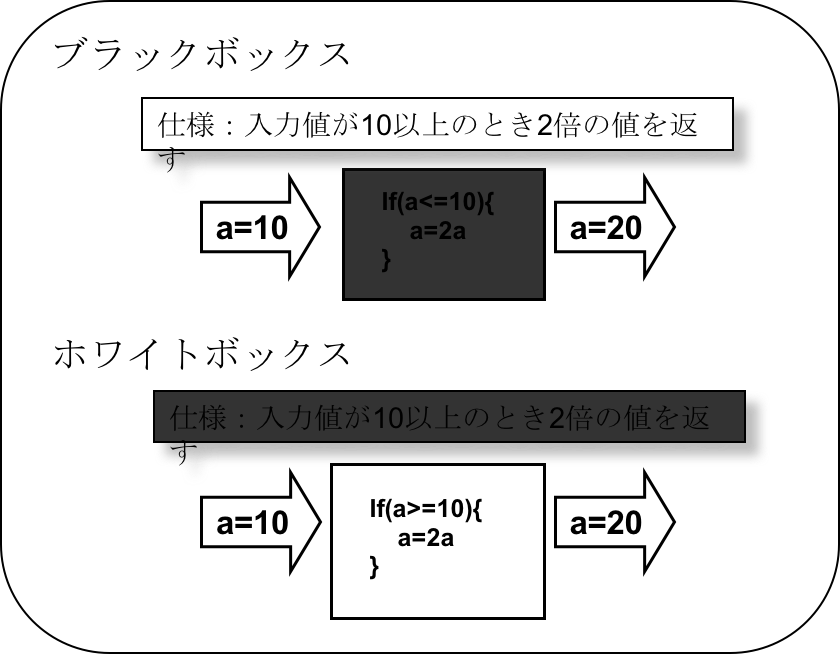 ブラックボックス
仕様：入力値が10以上のとき2倍の値を返
す
a=10
If(a<=10){
a=2a
}
a=20
ホワイトボックス
仕様：入力値が10以上のとき2倍の値を返
す
a=10
If(a>=10){
a=2a
}
a=20